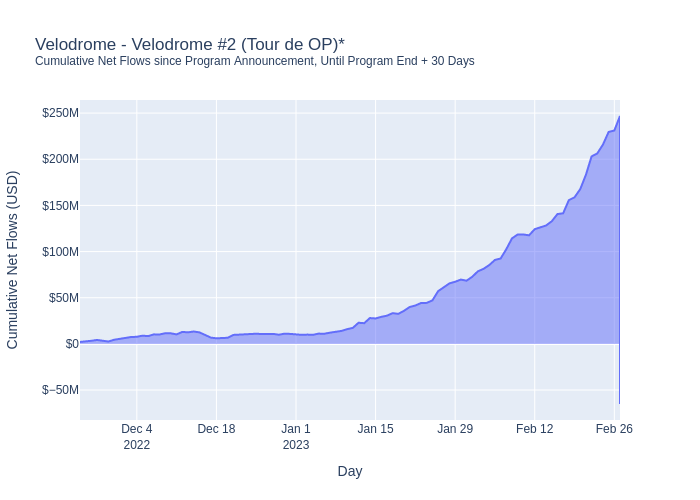 Velodrome - Velodrome #2 (Tour de OP)*
Cumulative Net Flows since Program Announcement, Until Program End + 30 Days
Cumulative Net Flows (USD)
$250M
$200M
$150M
$100M
$50M
$0
$−50M
Dec 4
2022
Dec 18
Jan 1
2023
Jan 15
Jan 29
Feb 12
Feb 26
Day